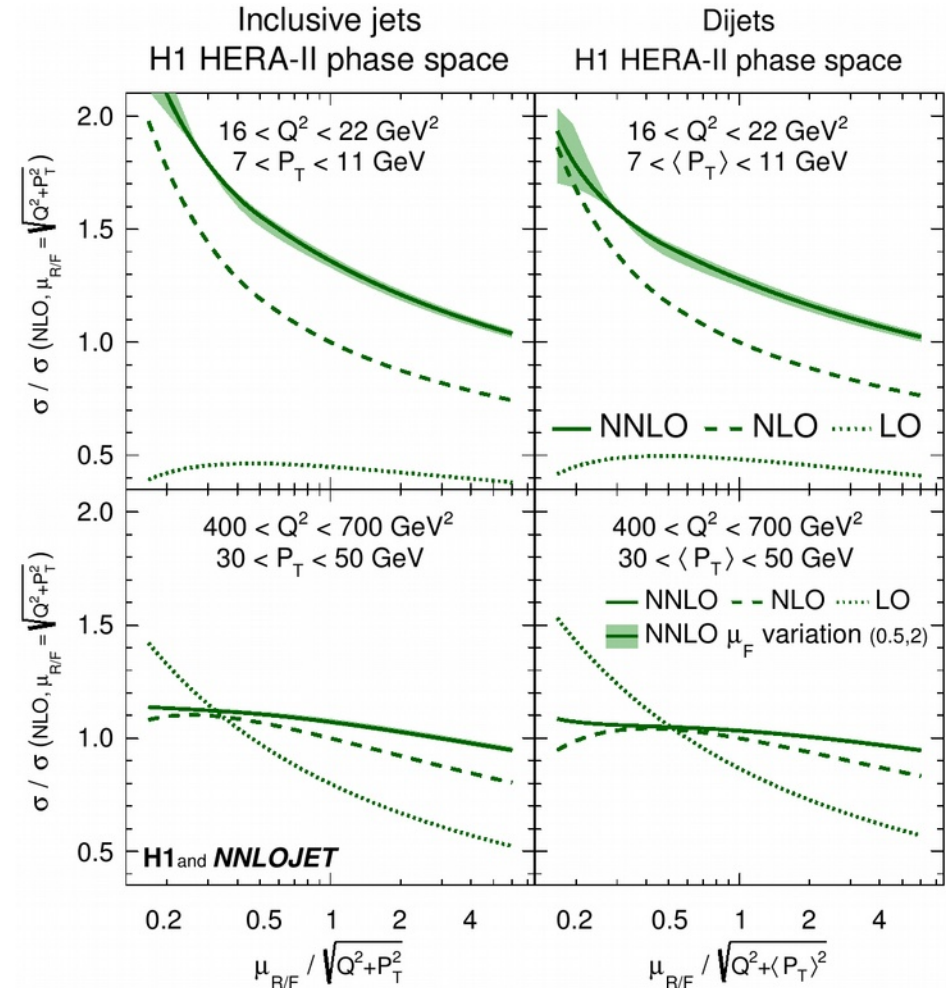 Inclusive jets
H1 HERA-II phase space
Dijets
H1 HERA-II phase space
σ / σ (NLO, μ_{R/F} = √Q²+P_T²)
2.0
1.5
1.0
0.5
16 < Q² < 22 GeV²
7 < P_T < 11 GeV
16 < Q² < 22 GeV²
7 < ⟨P_T⟩ < 11 GeV
NNLO NLO LO
σ / σ (NLO, μ_{R/F} = √Q²+P_T²)
2.0
1.5
1.0
0.5
400 < Q² < 700 GeV²
30 < P_T < 50 GeV
H1 and NNLOJET
400 < Q² < 700 GeV²
30 < ⟨P_T⟩ < 50 GeV
NNLO NLO LO
NNLO μ_F variation (0.5,2)
0.2 0.5 1 2 4
0.2 0.5 1 2 4
μ_{R/F} / √Q²+P_T²
μ_{R/F} / √Q²+⟨P_T⟩²